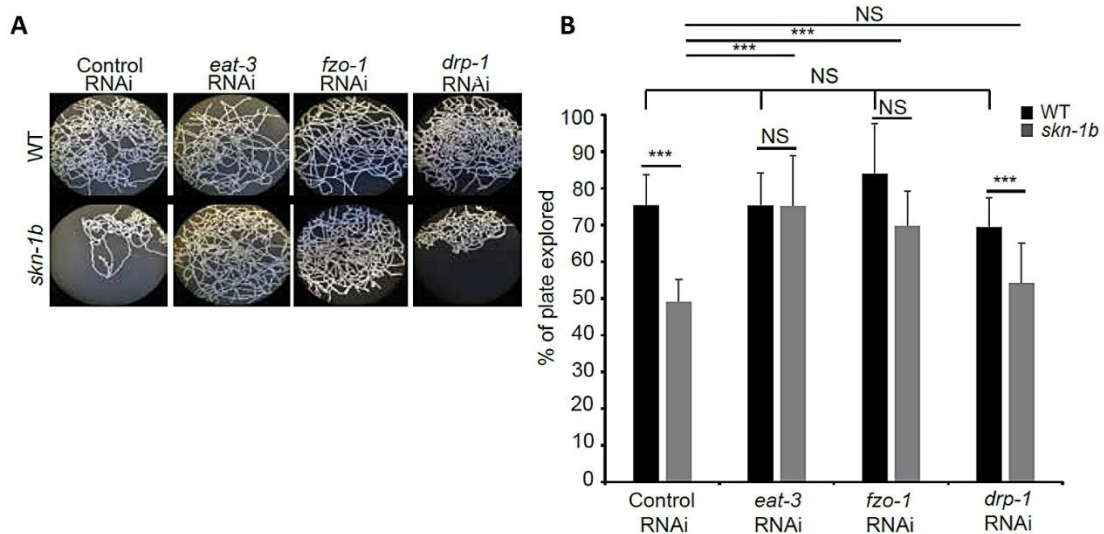 A
Control
RNAi
eat-3
RNAi
fzo-1
RNAi
drp-1
RNAi
WT
skn-1b
B
NS
***
***
NS
WT
skn-1b
% of plate explored
100
90
80
70
60
50
40
30
20
10
0
***
NS
NS
***
Control
RNAi
eat-3
RNAi
fzo-1
RNAi
drp-1
RNAi